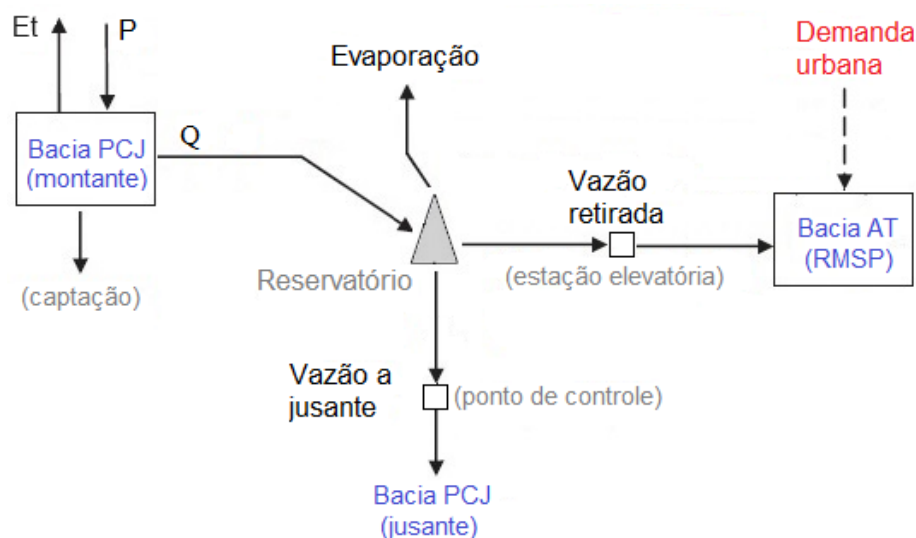 Et
P
Evaporação
Demanda
urbana
Bacia PCJ
(montante)
Q
Vazão
retirada
Bacia AT
(RMSP)
Reservatório
(estação elevatória)
(captação)
Vazão a
jusante
(ponto de controle)
Bacia PCJ
(jusante)